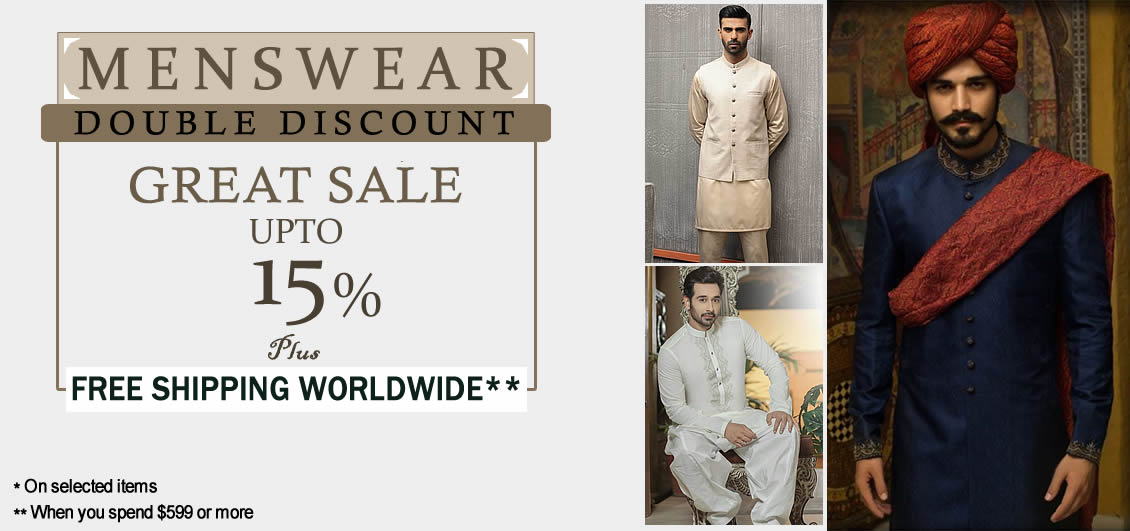 MENSWEAR
DOUBLE DISCOUNT
GREAT SALE
UPTO
15%
Plus
FREE SHIPPING WORLDWIDE**
* On selected items
** When you spend $599 or more